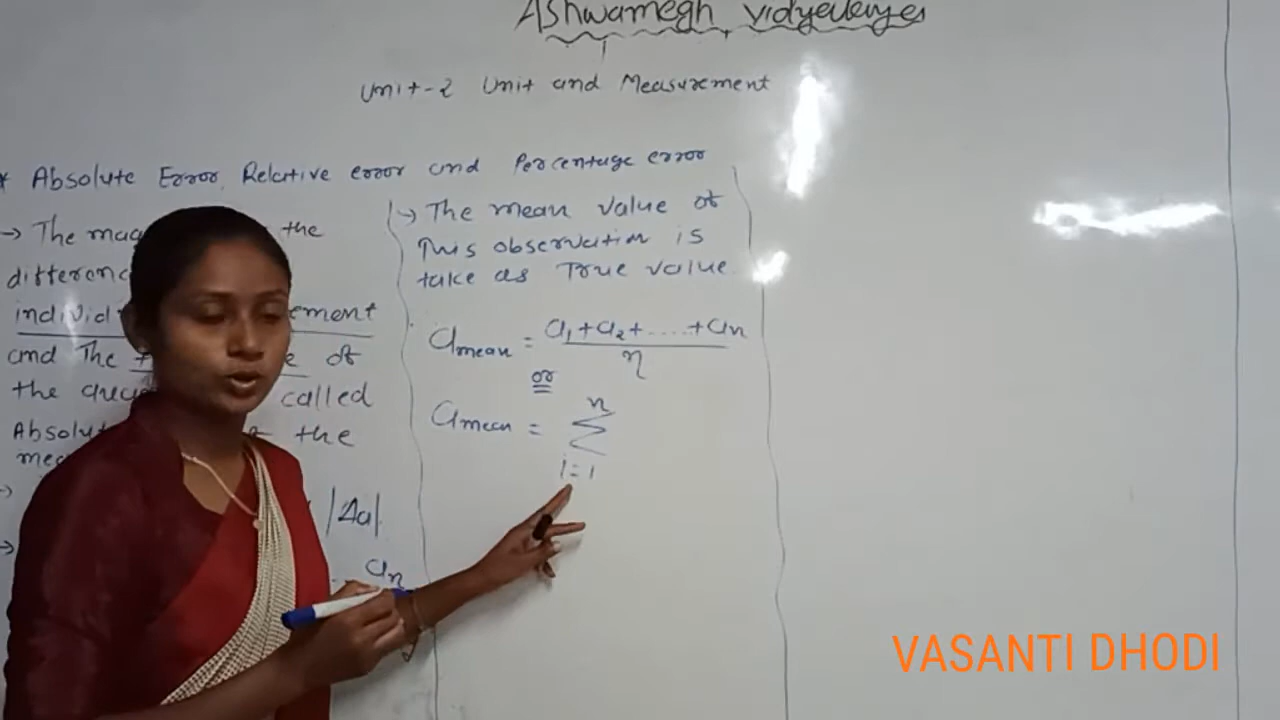 Ashwamegh vidyalaya
Unit-2 Unit and Measurement
* Absolute Error, Relative error and Percentage error
→ The the
differenc
individ ement
and The of
the called
Absolut the
me
|Δa|
an
→ The mean value of
This observation is
take as True value
amean = a1+a2+.....+an
n
or
amean = n
∑
i=1
VASANTI DHODI